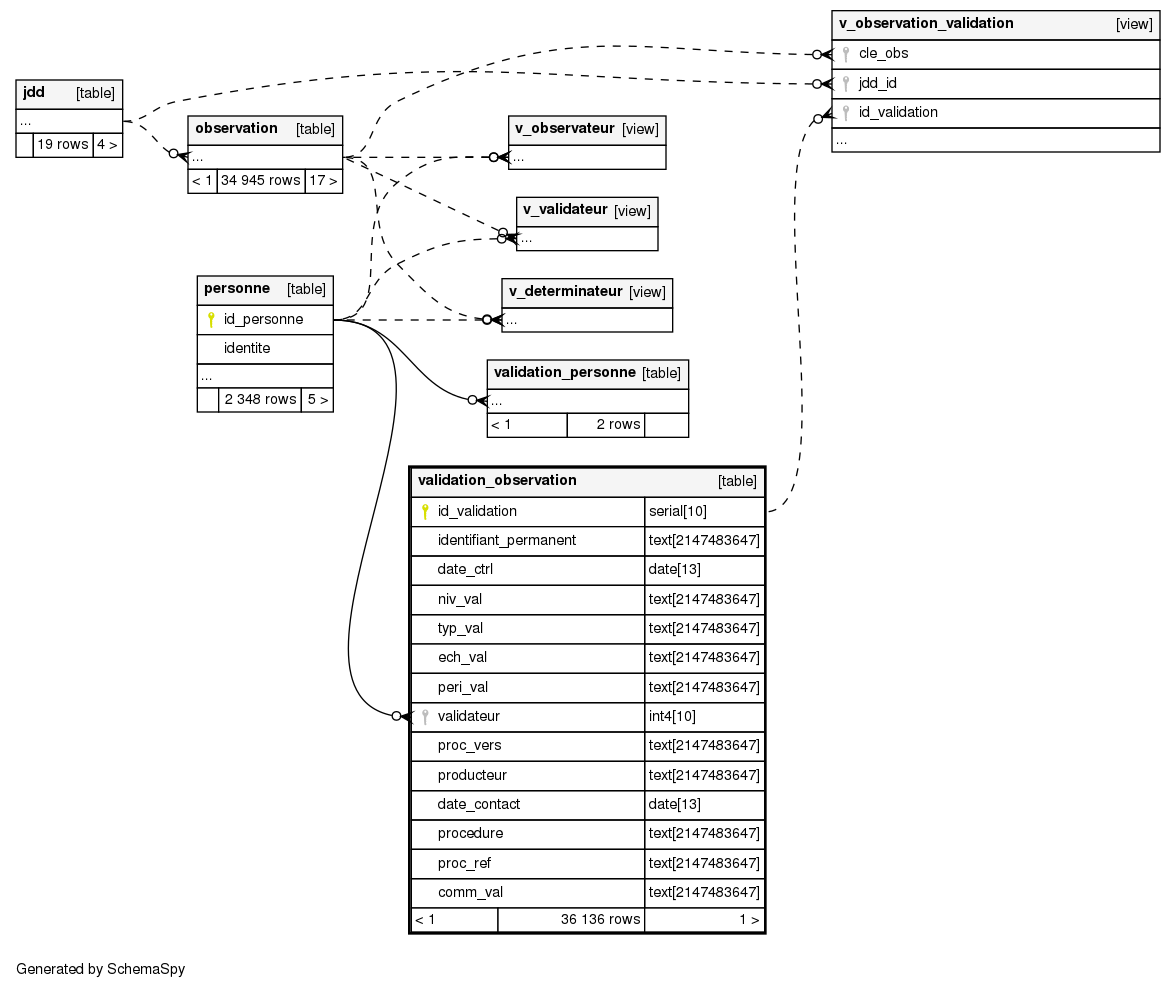 v_observation_validation [view]
cle_obs
jdd_id
id_validation
...
jdd [table]
...
19 rows 4 >
observation [table]
...
< 1 34 945 rows 17 >
v_observateur [view]
...
v_validateur [view]
...
personne [table]
id_personne
identite
...
2 348 rows 5 >
v_determinateur [view]
...
validation_personne [table]
...
< 1 2 rows
validation_observation [table]
id_validation serial[10]
identifiant_permanent text[2147483647]
date_ctrl date[13]
niv_val text[2147483647]
typ_val text[2147483647]
ech_val text[2147483647]
peri_val text[2147483647]
validateur int4[10]
proc_vers text[2147483647]
producteur text[2147483647]
date_contact date[13]
procedure text[2147483647]
proc_ref text[2147483647]
comm_val text[2147483647]
< 1 36 136 rows 1 >
Generated by SchemaSpy